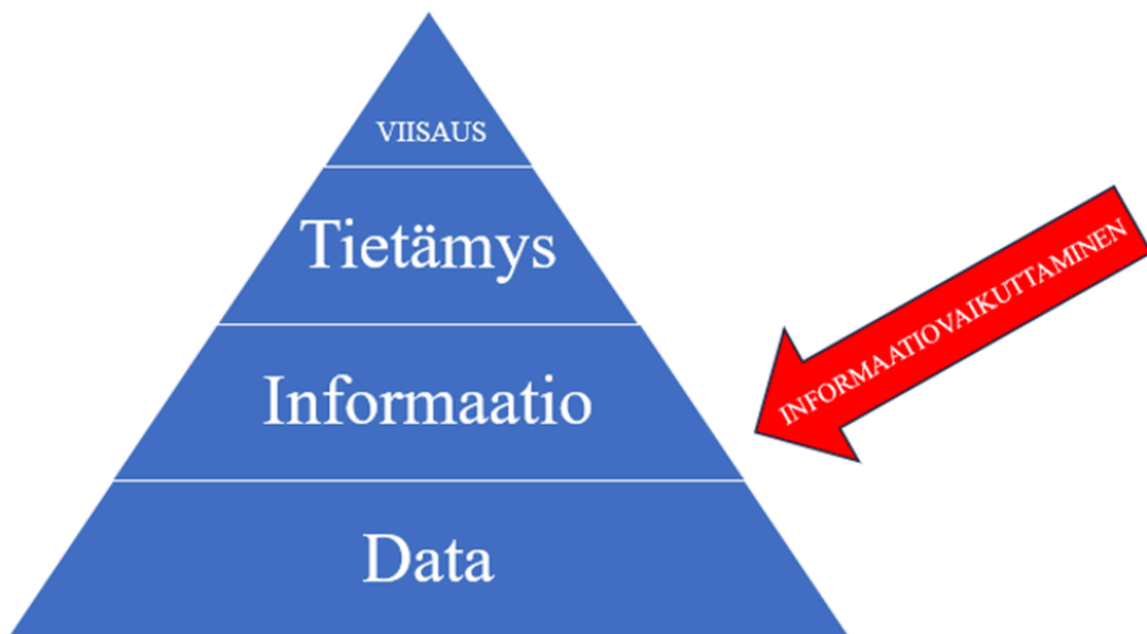 VIISAUS
Tietämys
INFORMAATIOVAIKUTTAMINEN
Informaatio
Data